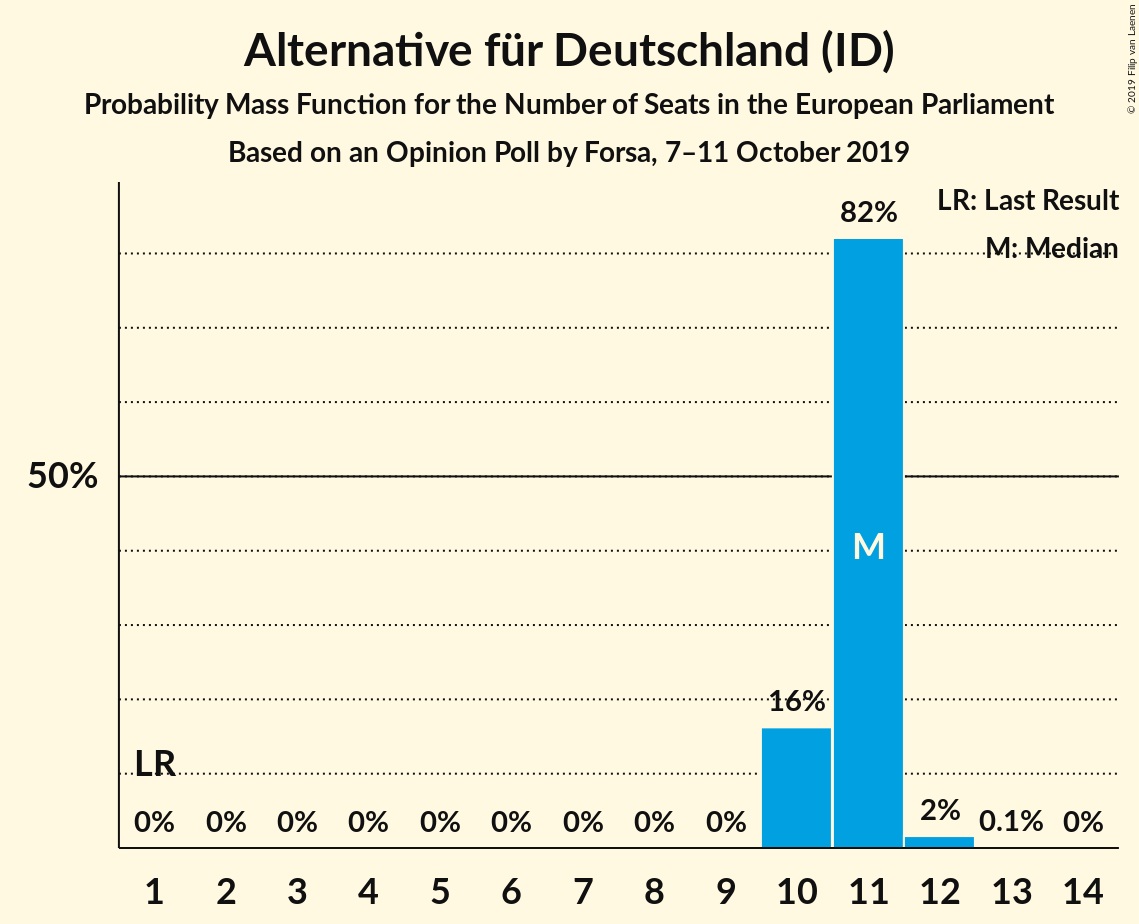 Alternative für Deutschland (ID)
Probability Mass Function for the Number of Seats in the European Parliament
Based on an Opinion Poll by Forsa, 7–11 October 2019
© 2019 Filip van Laenen
LR: Last Result
M: Median
82%
50%
M
16%
LR
0% 0% 0% 0% 0% 0% 0% 0% 0% 2% 0.1% 0%
1 2 3 4 5 6 7 8 9 10 11 12 13 14